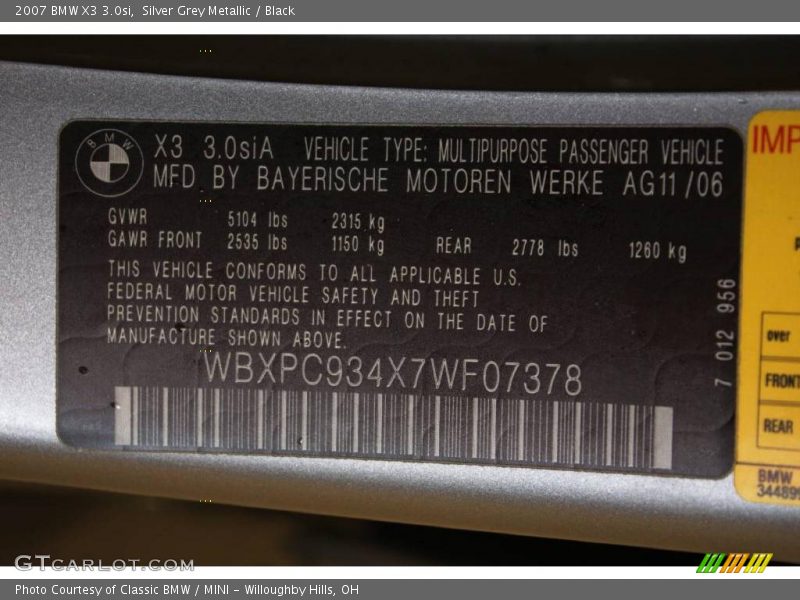 2007 BMW X3 3.0si, Silver Grey Metallic / Black
BMW
X3 3.0siA VEHICLE TYPE: MULTIPURPOSE PASSENGER VEHICLE
MFD BY BAYERISCHE MOTOREN WERKE AG11/06
GVWR 5104 lbs 2315 kg
GAWR FRONT 2535 lbs 1150 kg REAR 2778 lbs 1260 kg
THIS VEHICLE CONFORMS TO ALL APPLICABLE U.S.
FEDERAL MOTOR VEHICLE SAFETY AND THEFT
PREVENTION STANDARDS IN EFFECT ON THE DATE OF
MANUFACTURE SHOWN ABOVE.
WBXPC934X7WF07378
7 012 956
IMP
over
FRONT
REAR
BMW
34489
GTcarlot.com
Photo Courtesy of Classic BMW / MINI - Willoughby Hills, OH